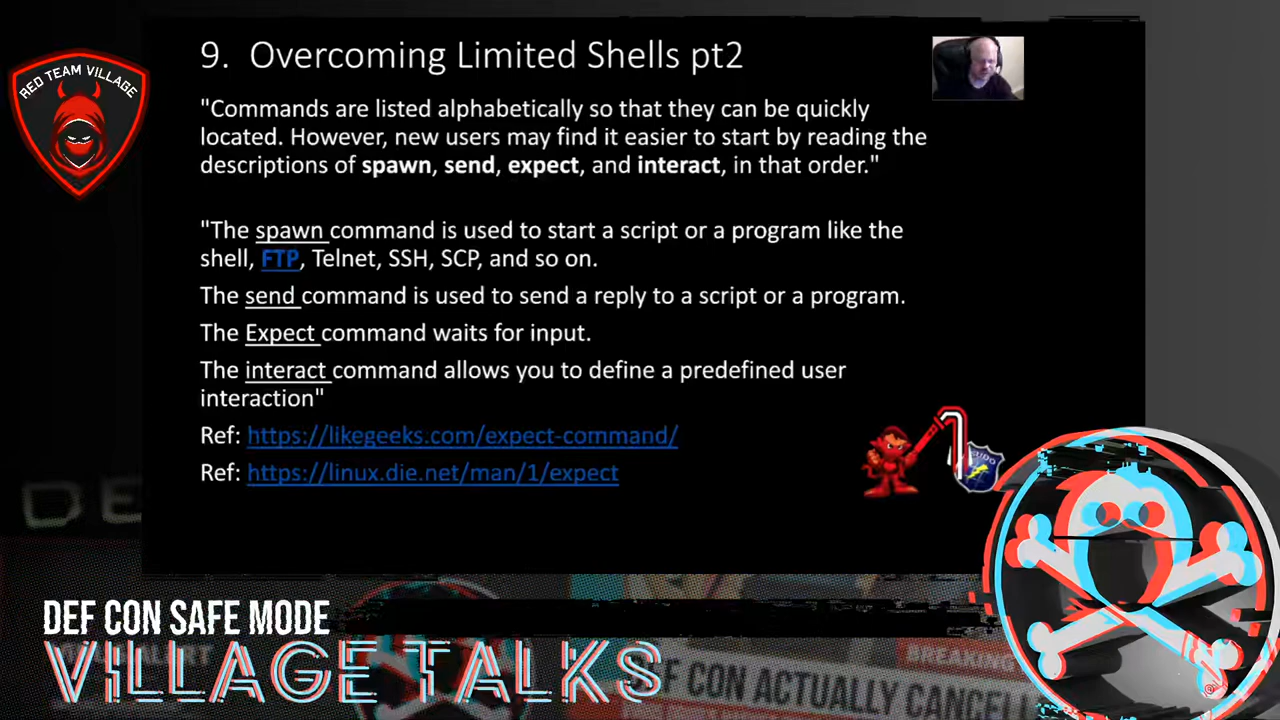 RED TEAM VILLAGE
9. Overcoming Limited Shells pt2
"Commands are listed alphabetically so that they can be quickly
located. However, new users may find it easier to start by reading the
descriptions of spawn, send, expect, and interact, in that order."
"The spawn command is used to start a script or a program like the
shell, FTP, Telnet, SSH, SCP, and so on.
The send command is used to send a reply to a script or a program.
The Expect command waits for input.
The interact command allows you to define a predefined user
interaction"
Ref: https://likegeeks.com/expect-command/
Ref: https://linux.die.net/man/1/expect
DEF CON SAFE MODE
VILLAGE TALKS
BREAKING
DEF CON ACTUALLY CANCEL